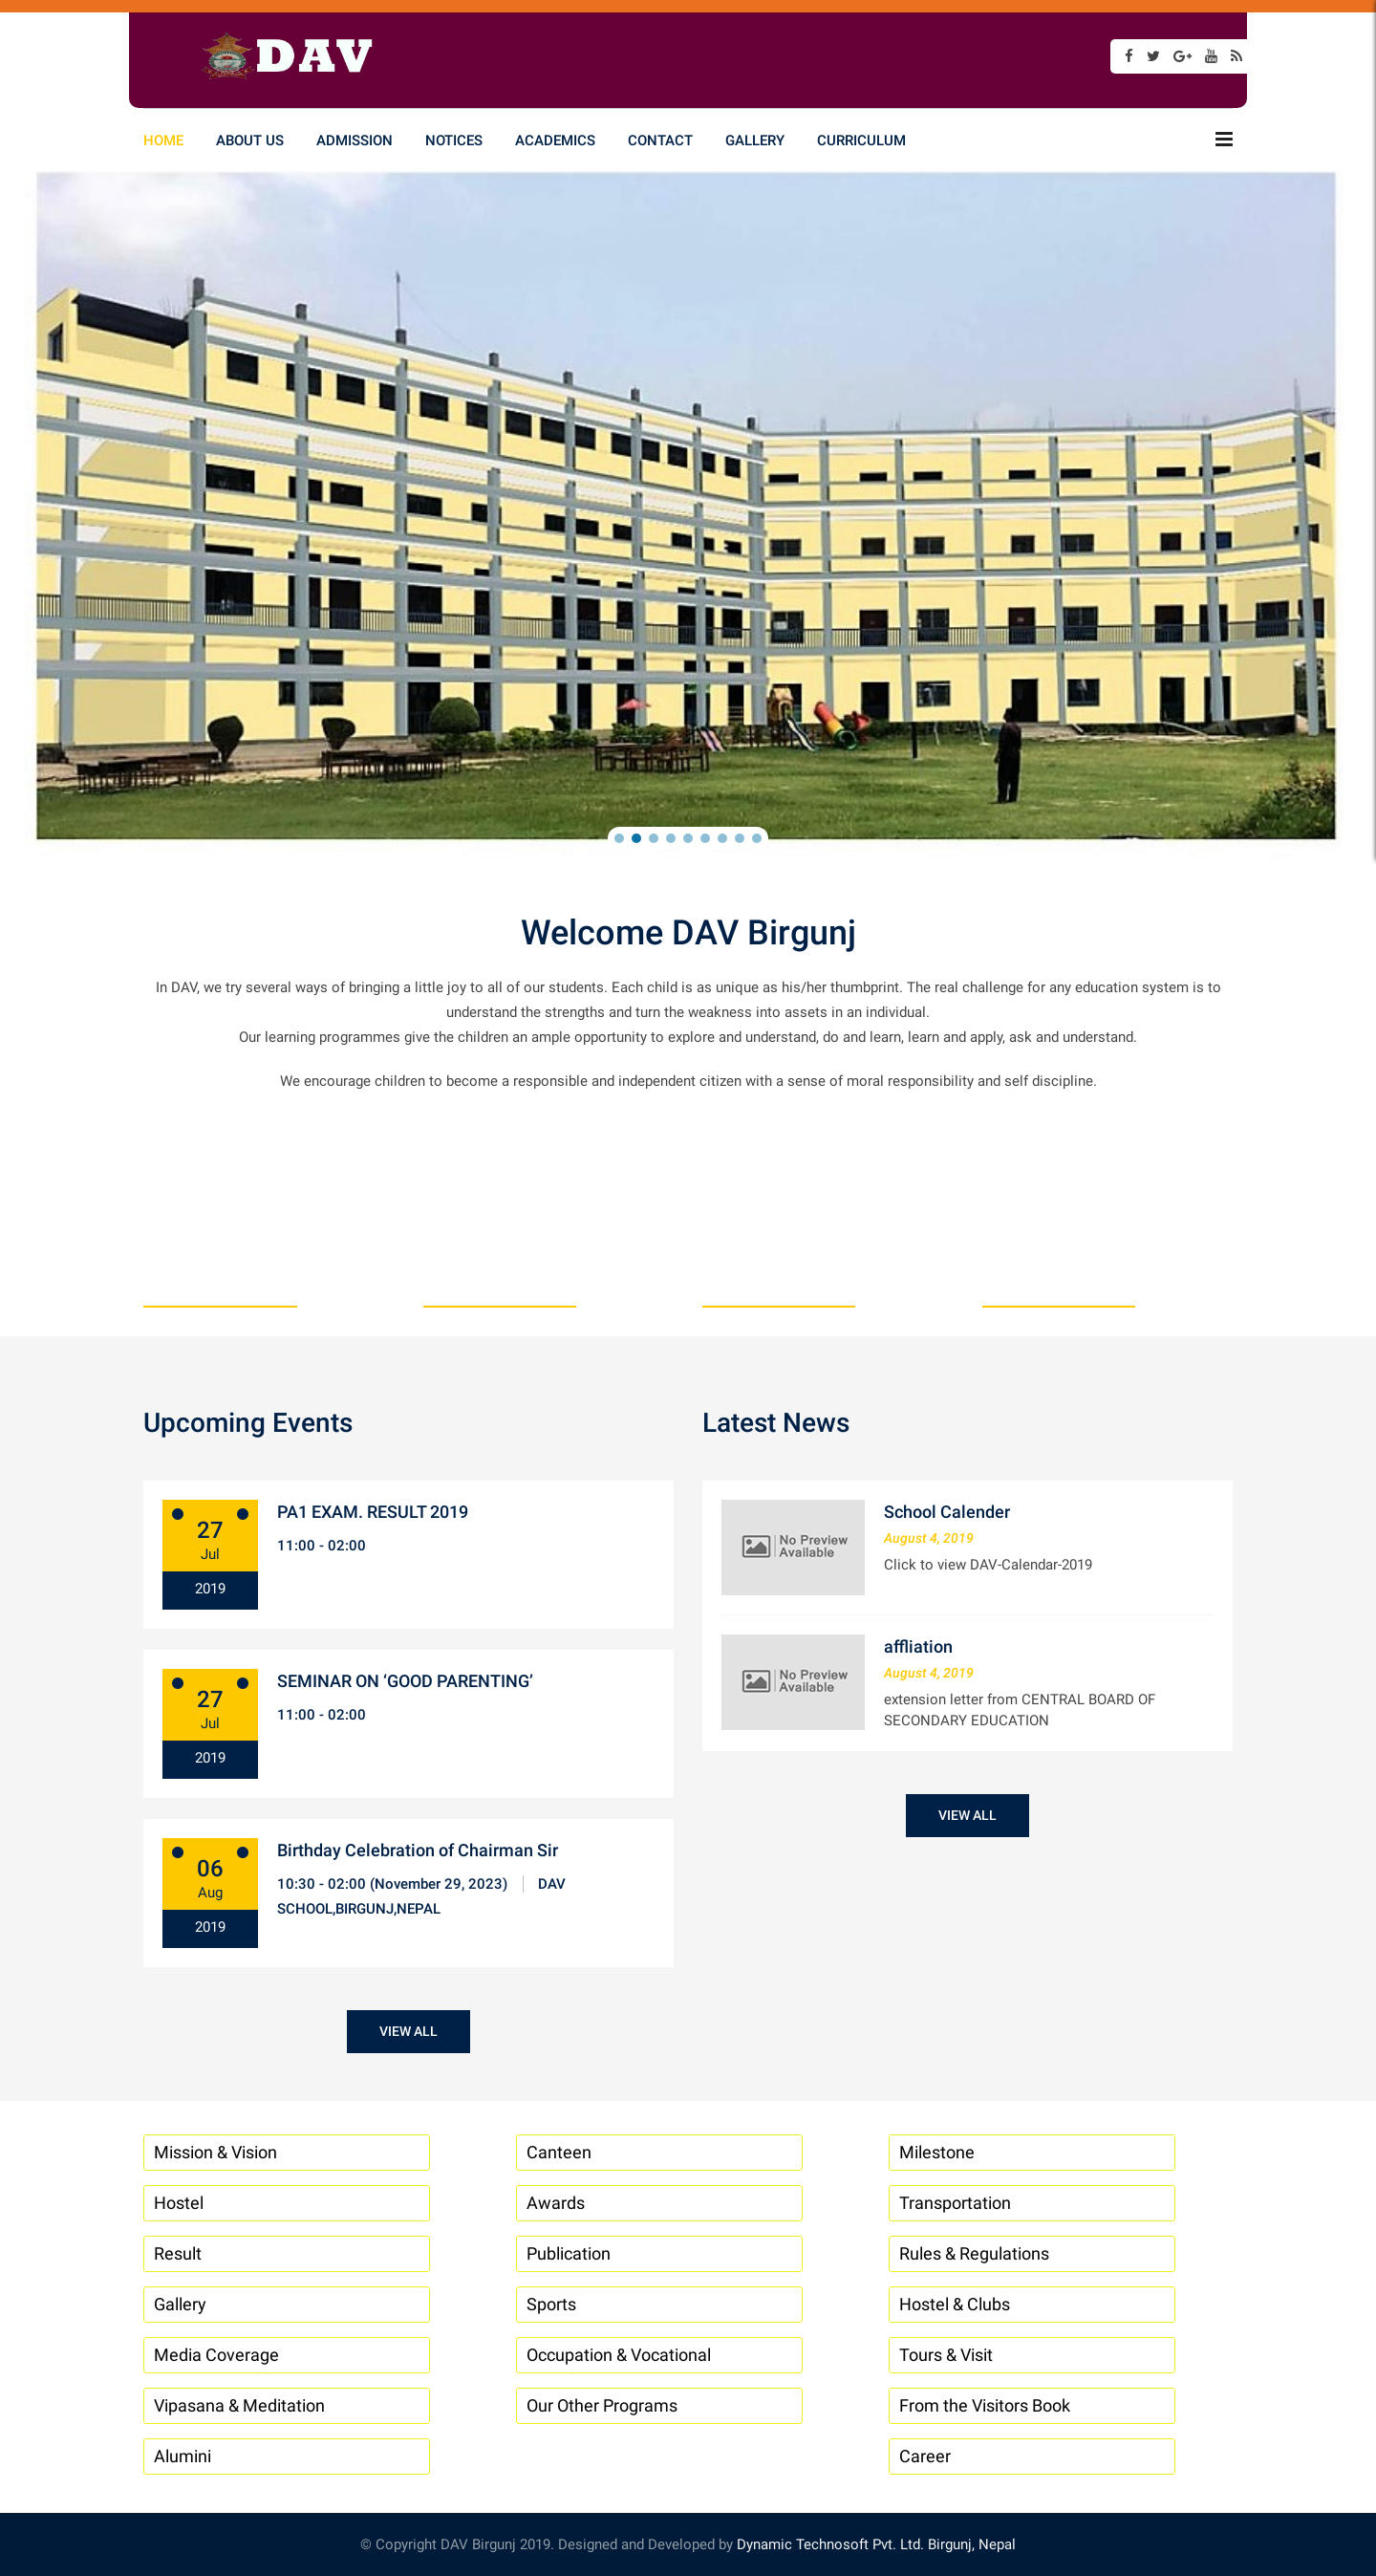 DAV
HOME ABOUT US ADMISSION NOTICES ACADEMICS CONTACT GALLERY CURRICULUM
Welcome DAV Birgunj
In DAV, we try several ways of bringing a little joy to all of our students. Each child is as unique as his/her thumbprint. The real challenge for any education system is to
understand the strengths and turn the weakness into assets in an individual.
Our learning programmes give the children an ample opportunity to explore and understand, do and learn, learn and apply, ask and understand.
We encourage children to become a responsible and independent citizen with a sense of moral responsibility and self discipline.
Upcoming Events
27
Jul
2019
PA1 EXAM. RESULT 2019
11:00 - 02:00
27
Jul
2019
SEMINAR ON ‘GOOD PARENTING’
11:00 - 02:00
06
Aug
2019
Birthday Celebration of Chairman Sir
10:30 - 02:00 (November 29, 2023) DAV
SCHOOL,BIRGUNJ,NEPAL
VIEW ALL
Latest News
No Preview
Available
School Calender
August 4, 2019
Click to view DAV-Calendar-2019
No Preview
Available
affliation
August 4, 2019
extension letter from CENTRAL BOARD OF
SECONDARY EDUCATION
VIEW ALL
Mission & Vision
Hostel
Result
Gallery
Media Coverage
Vipasana & Meditation
Alumini
Canteen
Awards
Publication
Sports
Occupation & Vocational
Our Other Programs
Milestone
Transportation
Rules & Regulations
Hostel & Clubs
Tours & Visit
From the Visitors Book
Career
© Copyright DAV Birgunj 2019. Designed and Developed by Dynamic Technosoft Pvt. Ltd. Birgunj, Nepal